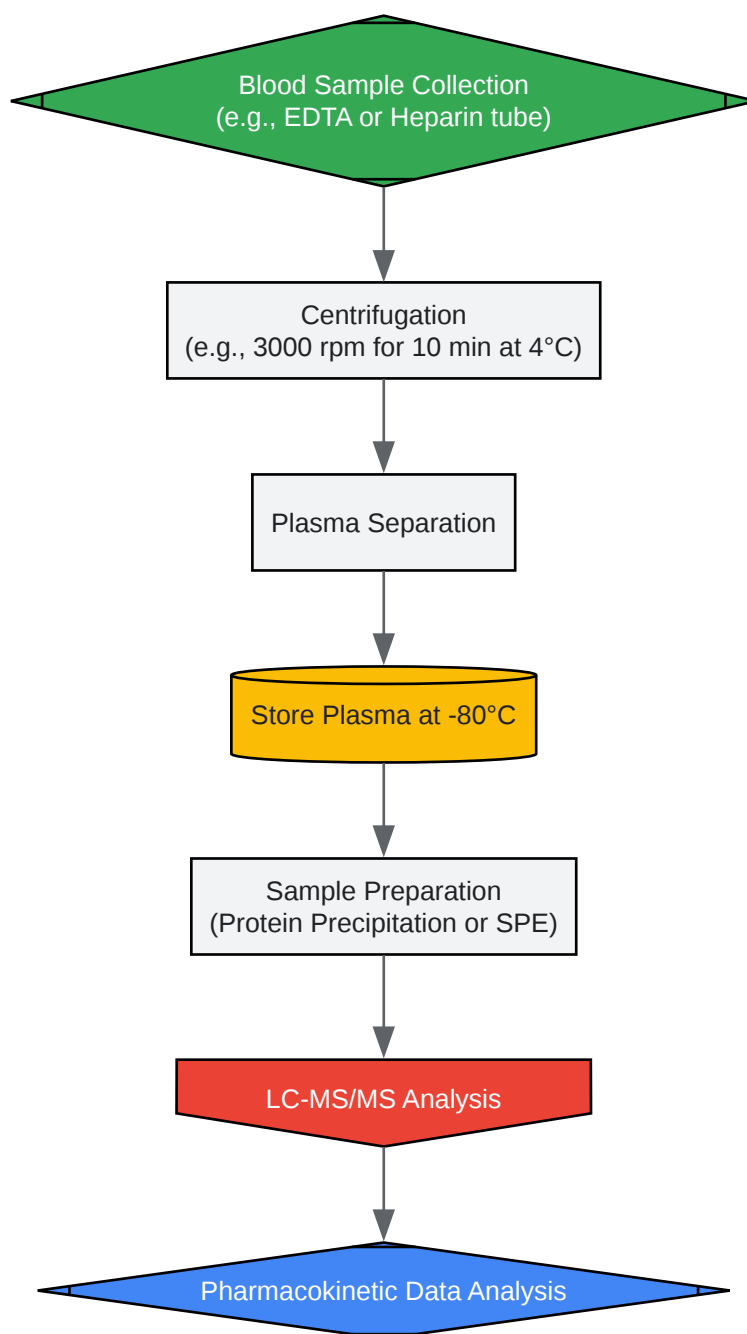 Blood Sample Collection
(e.g., EDTA or Heparin tube)
Centrifugation
(e.g., 3000 rpm for 10 min at 4°C)
Plasma Separation
Store Plasma at -80°C
Sample Preparation
(Protein Precipitation or SPE)
LC-MS/MS Analysis
Pharmacokinetic Data Analysis